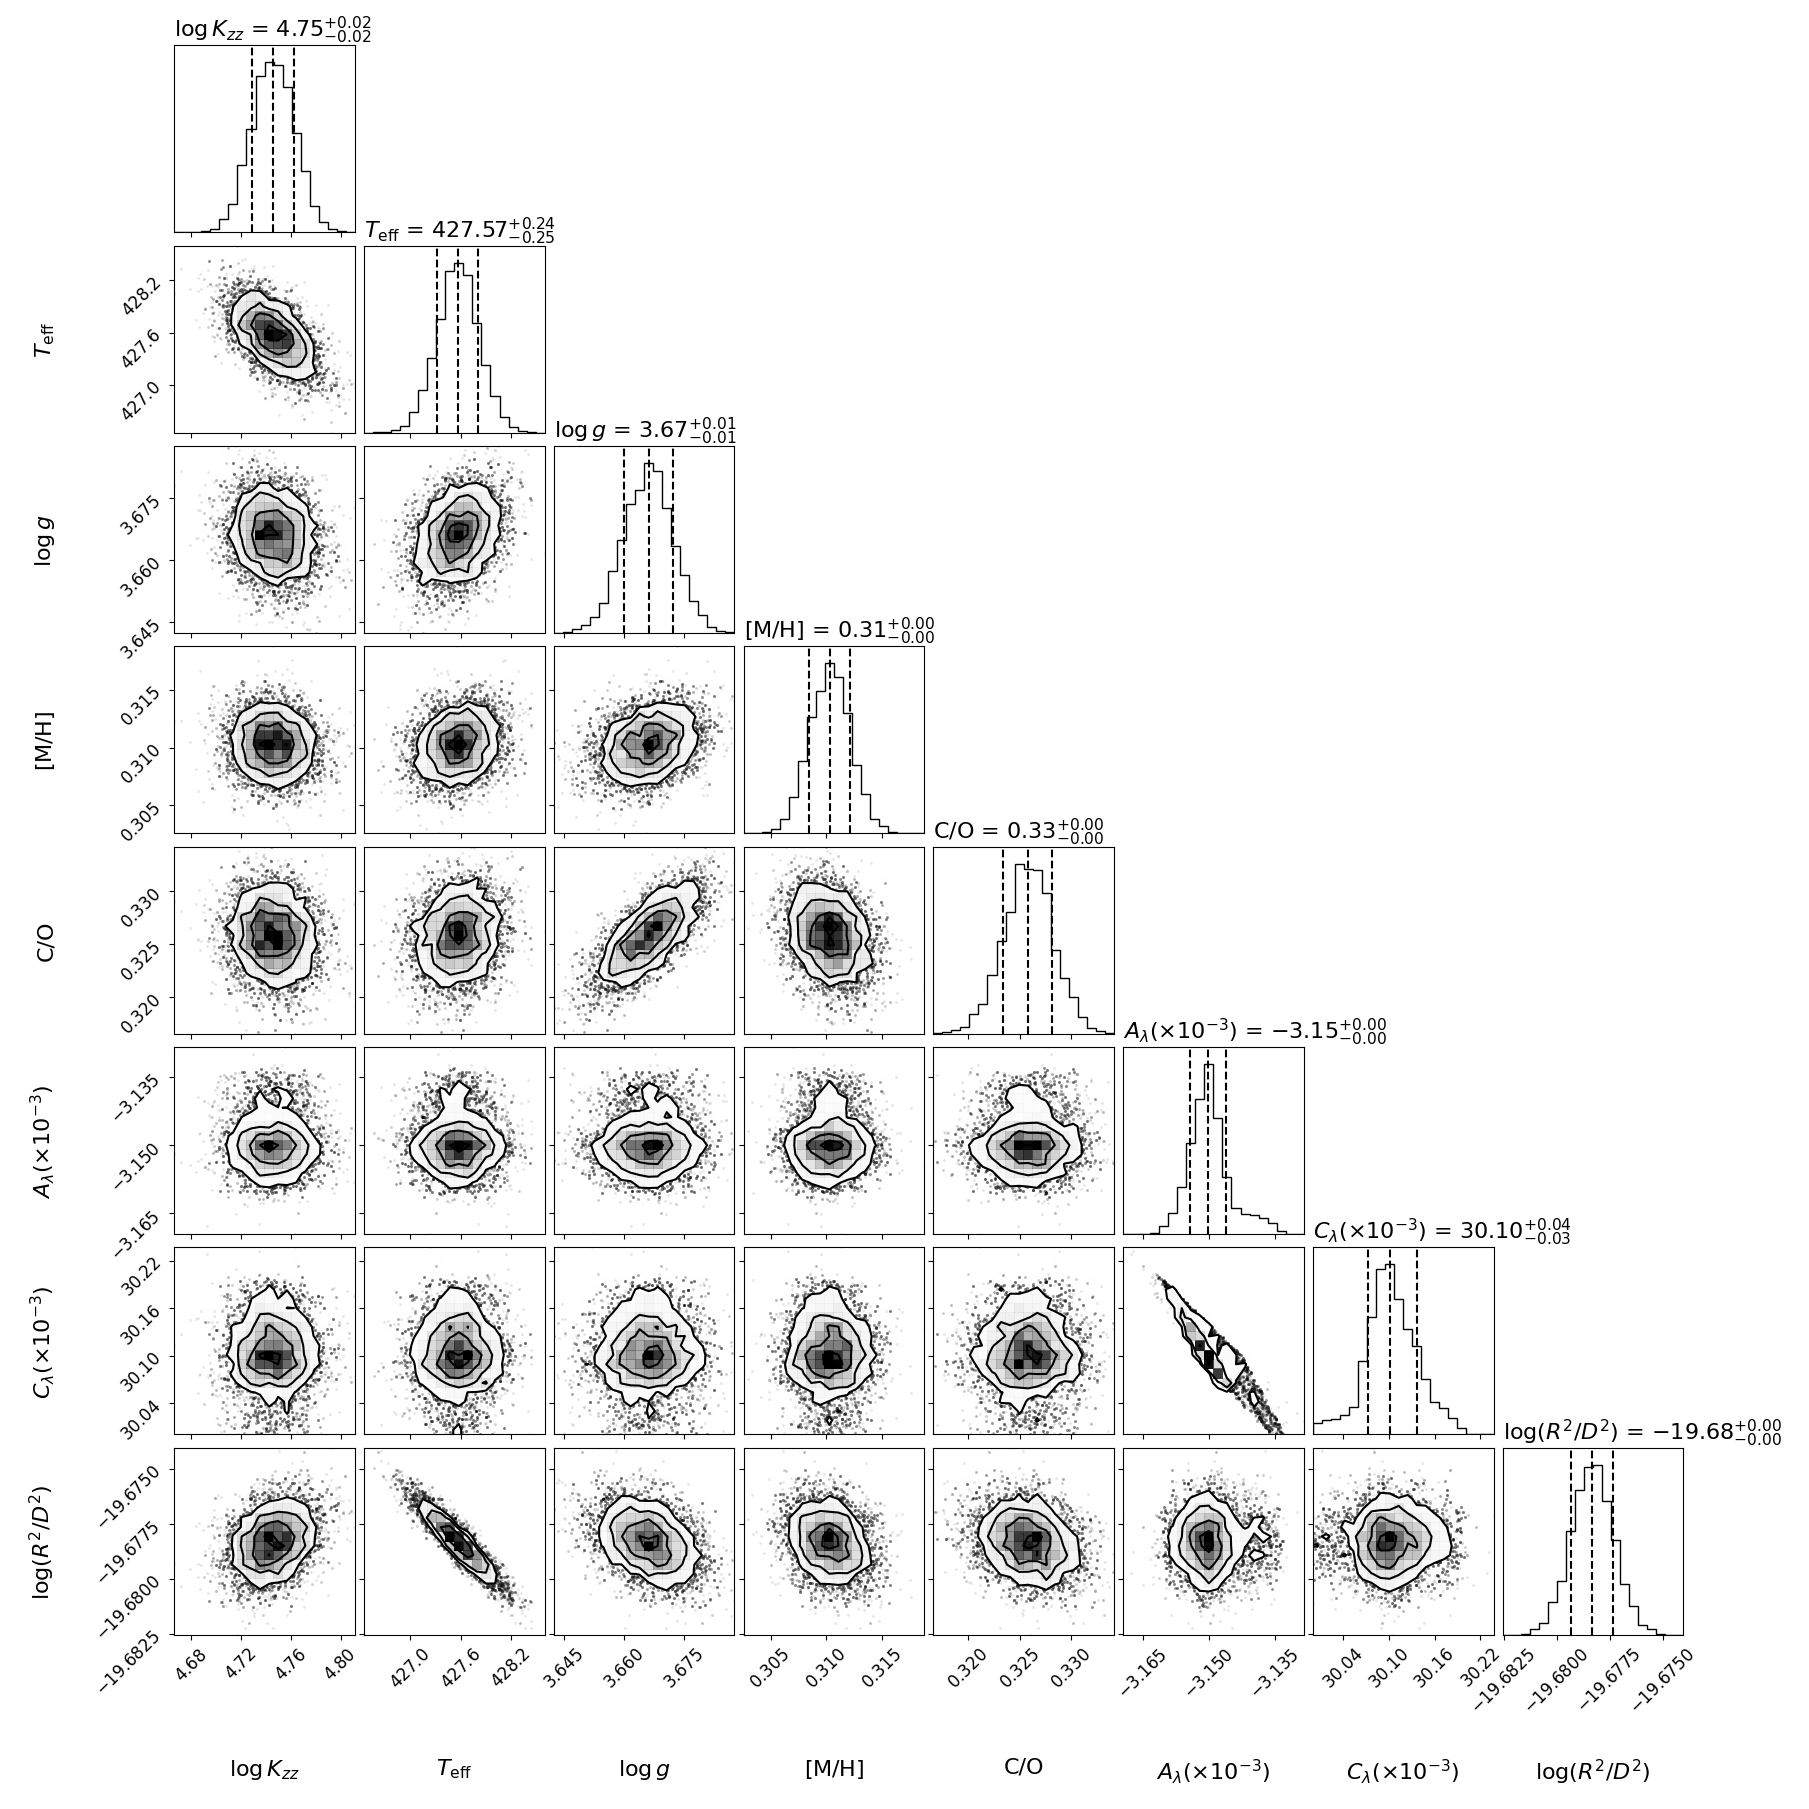 log K_zz = 4.75^{+0.02}_{−0.02}
T_eff = 427.57^{+0.24}_{−0.25}
428.2
427.6
427.0
T_eff
log g = 3.67^{+0.01}_{−0.01}
3.675
3.660
3.645
log g
[M/H] = 0.31^{+0.00}_{−0.00}
0.315
0.310
0.305
[M/H]
C/O = 0.33^{+0.00}_{−0.00}
0.330
0.325
0.320
C/O
A_λ(×10^{−3}) = −3.15^{+0.00}_{−0.00}
−3.135
−3.150
−3.165
A_λ(×10^{−3})
C_λ(×10^{−3}) = 30.10^{+0.04}_{−0.03}
30.22
30.16
30.10
30.04
C_λ(×10^{−3})
log(R^2/D^2) = −19.68^{+0.00}_{−0.00}
−19.6750
−19.6775
−19.6800
−19.6825
log(R^2/D^2)
4.68 4.72 4.76 4.80 427.0 427.6 428.2 3.645 3.660 3.675 0.305 0.310 0.315 0.320 0.325 0.330 −3.165 −3.150 −3.135 30.04 30.10 30.16 30.22 −19.6825 −19.6800 −19.6775 −19.6750
log K_zz T_eff log g [M/H] C/O A_λ(×10^{−3}) C_λ(×10^{−3}) log(R^2/D^2)